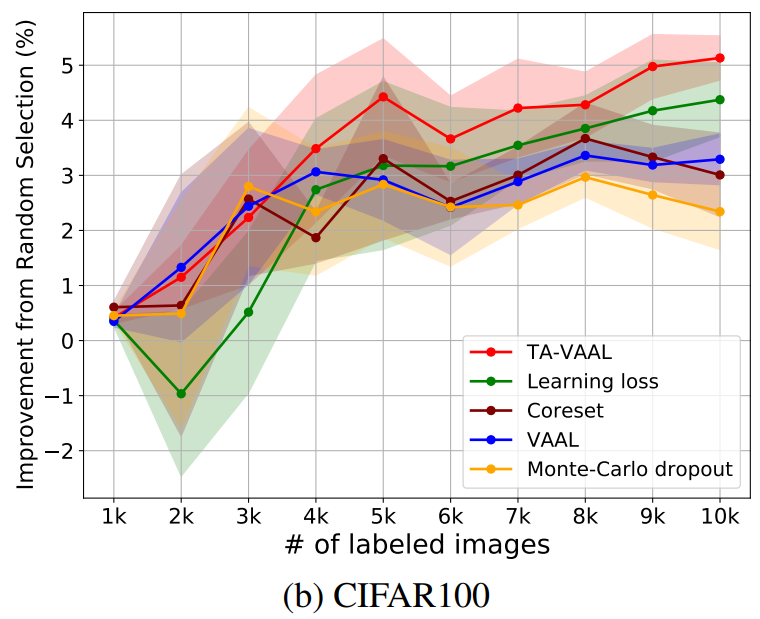 Improvement from Random Selection (%)
5
4
3
2
1
0
−1
−2
TA-VAAL
Learning loss
Coreset
VAAL
Monte-Carlo dropout
1k 2k 3k 4k 5k 6k 7k 8k 9k 10k
# of labeled images
(b) CIFAR100